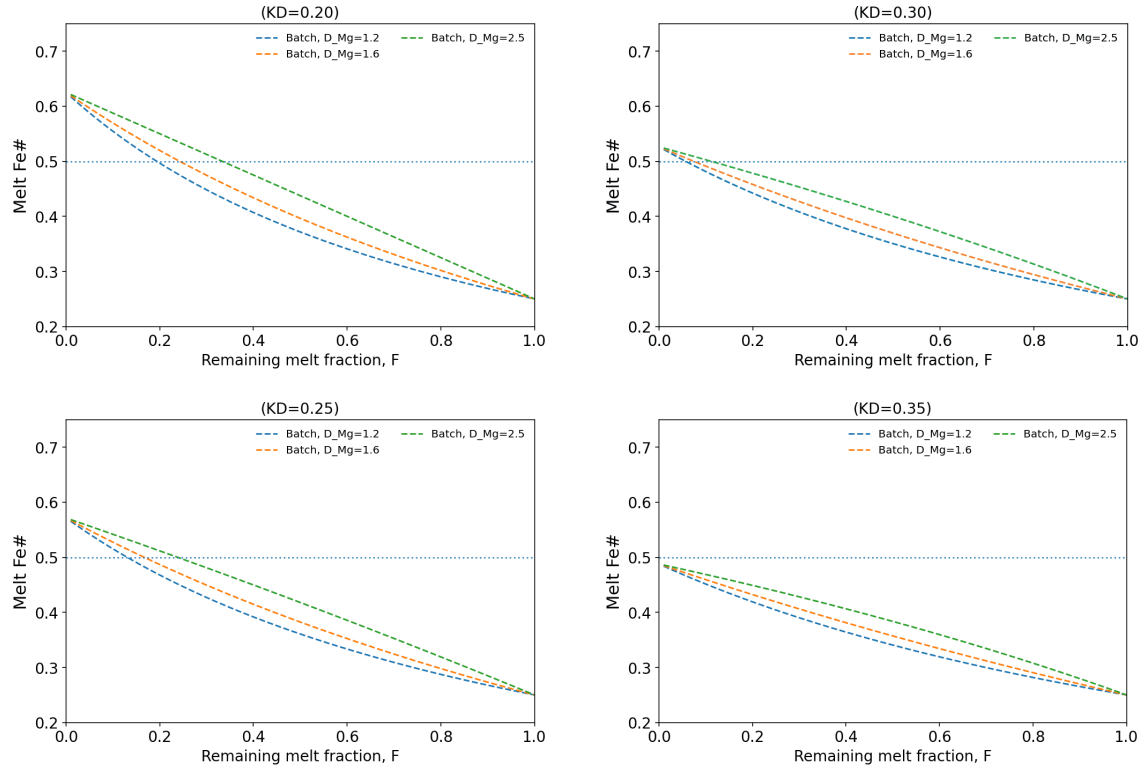 (KD=0.20)
Batch, D_Mg=1.2
Batch, D_Mg=1.6
Batch, D_Mg=2.5
Melt Fe#
0.7
0.6
0.5
0.4
0.3
0.2
0.0 0.2 0.4 0.6 0.8 1.0
Remaining melt fraction, F
(KD=0.30)
Batch, D_Mg=1.2
Batch, D_Mg=1.6
Batch, D_Mg=2.5
Melt Fe#
0.7
0.6
0.5
0.4
0.3
0.2
0.0 0.2 0.4 0.6 0.8 1.0
Remaining melt fraction, F
(KD=0.25)
Batch, D_Mg=1.2
Batch, D_Mg=1.6
Batch, D_Mg=2.5
Melt Fe#
0.7
0.6
0.5
0.4
0.3
0.2
0.0 0.2 0.4 0.6 0.8 1.0
Remaining melt fraction, F
(KD=0.35)
Batch, D_Mg=1.2
Batch, D_Mg=1.6
Batch, D_Mg=2.5
Melt Fe#
0.7
0.6
0.5
0.4
0.3
0.2
0.0 0.2 0.4 0.6 0.8 1.0
Remaining melt fraction, F